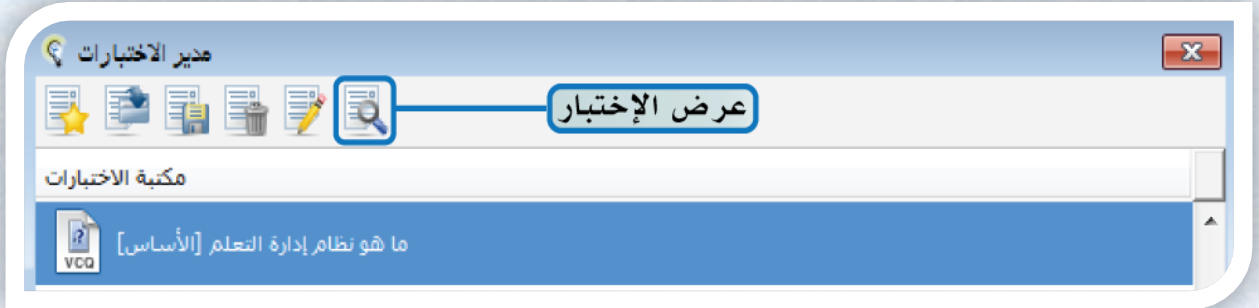 مدير الاختبارات
عرض الإختبار
مكتبة الاختبارات
ما هو نظام إدارة التعلم [الأساس]
VCQ